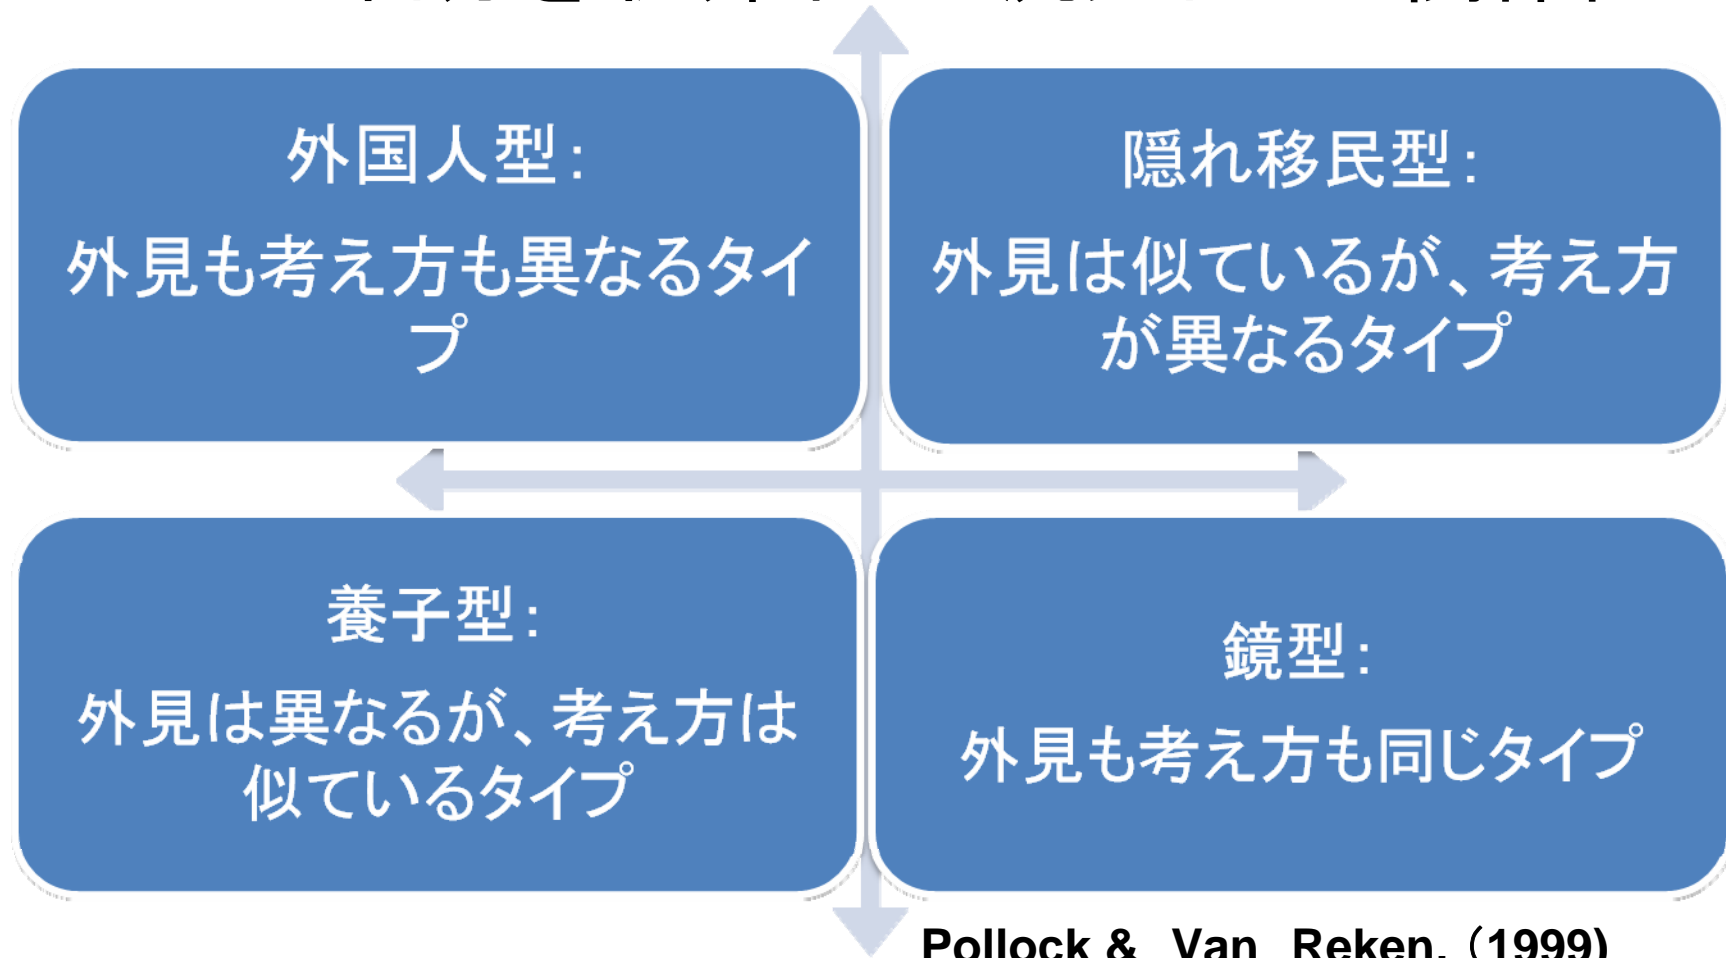 外国人型：
外見も考え方も異なるタイ
プ
隠れ移民型：
外見は似ているが、考え方
が異なるタイプ
養子型：
外見は異なるが、考え方は
似ているタイプ
鏡型：
外見も考え方も同じタイプ
Pollock & Van Reken. （1999)